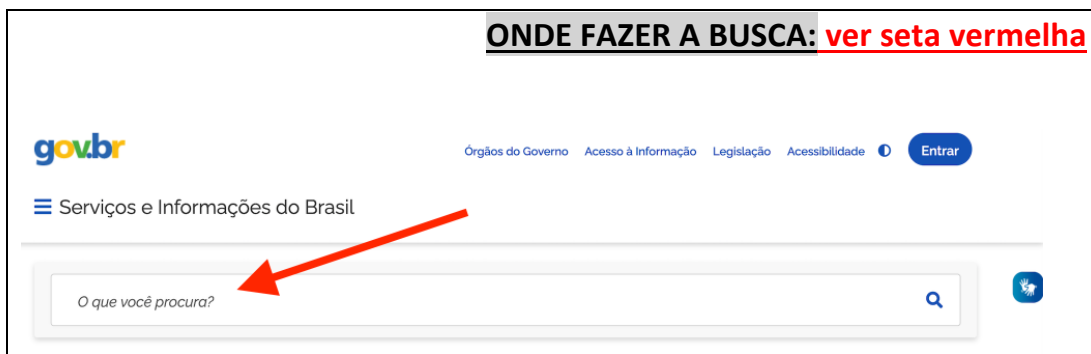 ONDE FAZER A BUSCA: ver seta vermelha
gov.br
Órgãos do Governo Acesso à Informação Legislação Acessibilidade Entrar
Serviços e Informações do Brasil
O que você procura?